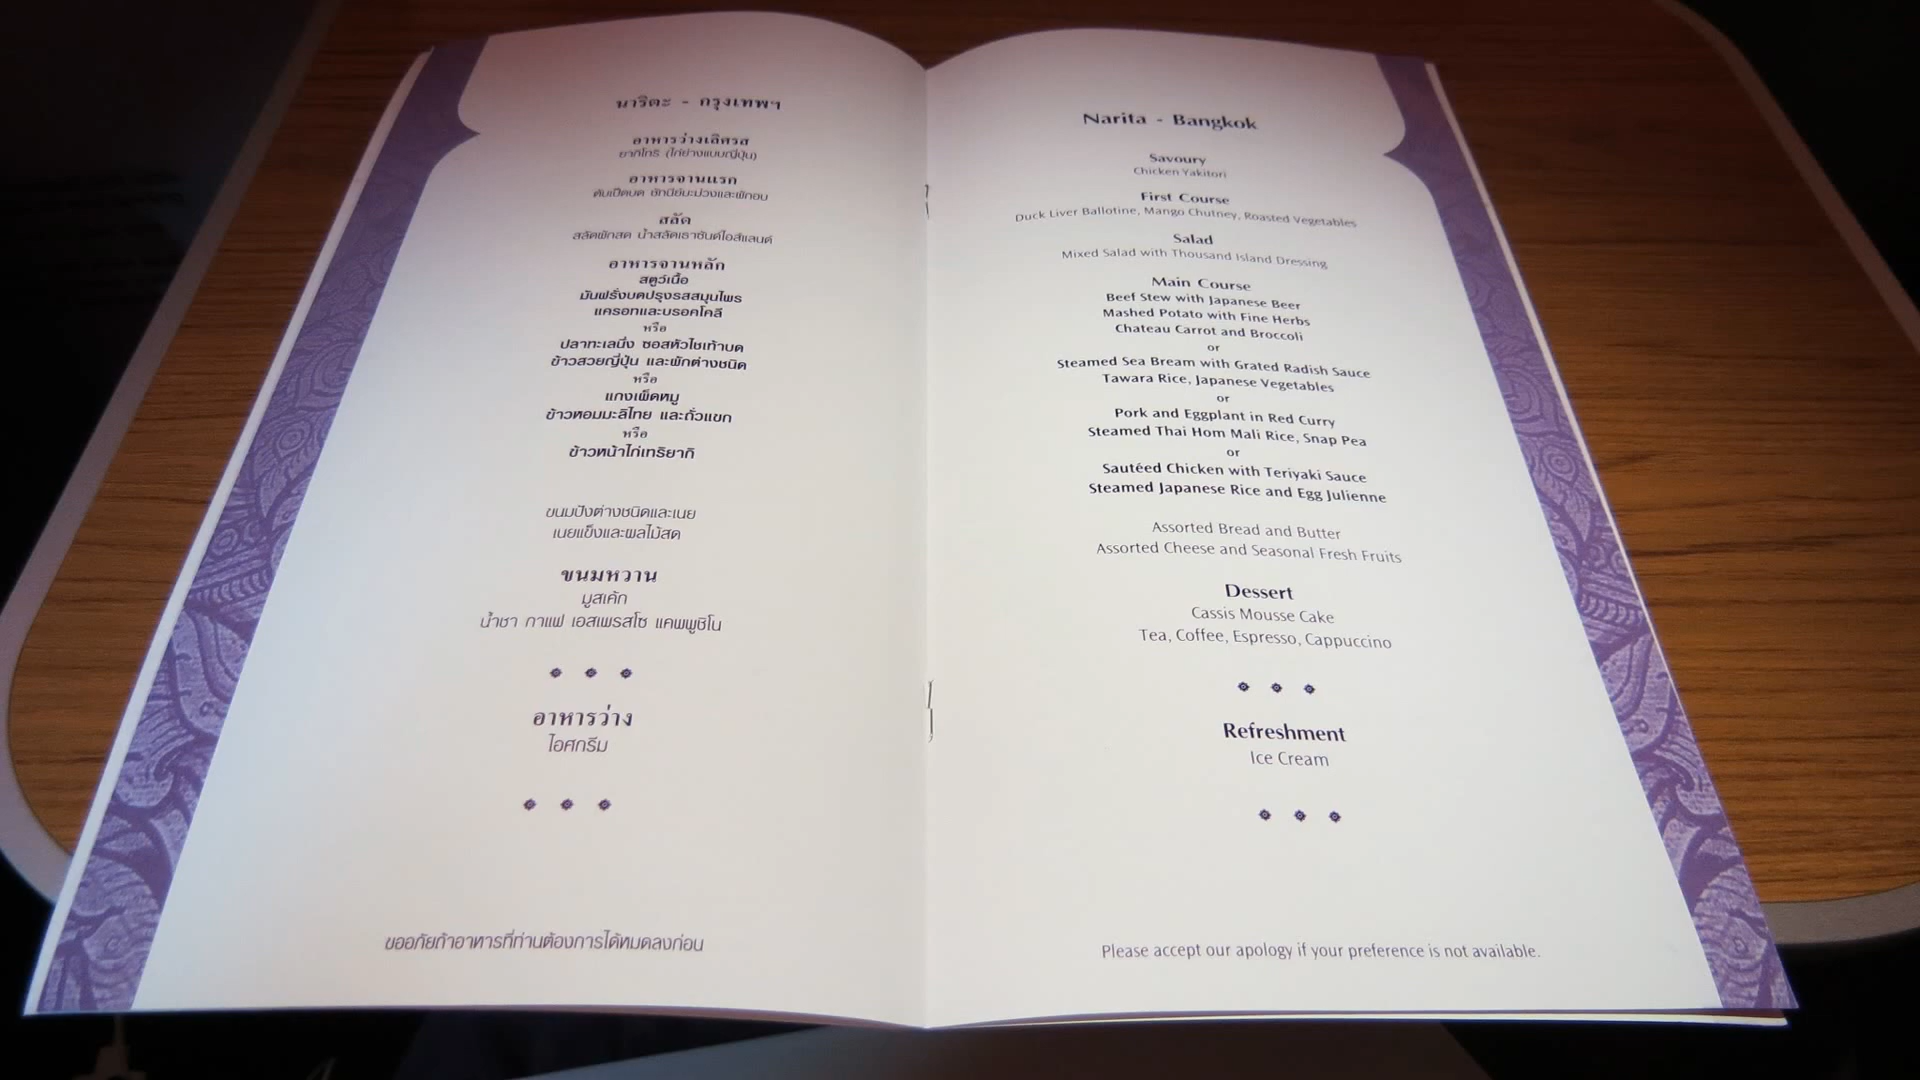 นาริตะ - กรุงเทพฯ
อาหารว่างเลิศรส
ยากิโทริ (ไก่ย่างแบบญี่ปุ่น)
อาหารจานแรก
ตับเป็ดบด ชัทนีย์มะม่วงและผักอบ
สลัด
สลัดผักสด น้ำสลัดเธาซันด์ไอส์แลนด์
อาหารจานหลัก
สตูว์เนื้อ
มันฝรั่งบดปรุงรสสมุนไพร
แครอทและบรอคโคลี
หรือ
ปลาทะเลนึ่ง ซอสหัวไชเท้าบด
ข้าวสวยญี่ปุ่น และผักต่างชนิด
หรือ
แกงเผ็ดหมู
ข้าวหอมมะลิไทย และถั่วแขก
หรือ
ข้าวหน้าไก่เทริยากิ
ขนมปังต่างชนิดและเนย
เนยแข็งและผลไม้สด
ขนมหวาน
มูสเค้ก
น้ำชา กาแฟ เอสเพรสโซ แคพพูชิโน
อาหารว่าง
ไอศกรีม
ขออภัยถ้าอาหารที่ท่านต้องการได้หมดลงก่อน
Narita - Bangkok
Savoury
Chicken Yakitori
First Course
Duck Liver Ballotine, Mango Chutney, Roasted Vegetables
Salad
Mixed Salad with Thousand Island Dressing
Main Course
Beef Stew with Japanese Beer
Mashed Potato with Fine Herbs
Chateau Carrot and Broccoli
or
Steamed Sea Bream with Grated Radish Sauce
Tawara Rice, Japanese Vegetables
or
Pork and Eggplant in Red Curry
Steamed Thai Hom Mali Rice, Snap Pea
or
Sautéed Chicken with Teriyaki Sauce
Steamed Japanese Rice and Egg Julienne
Assorted Bread and Butter
Assorted Cheese and Seasonal Fresh Fruits
Dessert
Cassis Mousse Cake
Tea, Coffee, Espresso, Cappuccino
Refreshment
Ice Cream
Please accept our apology if your preference is not available.